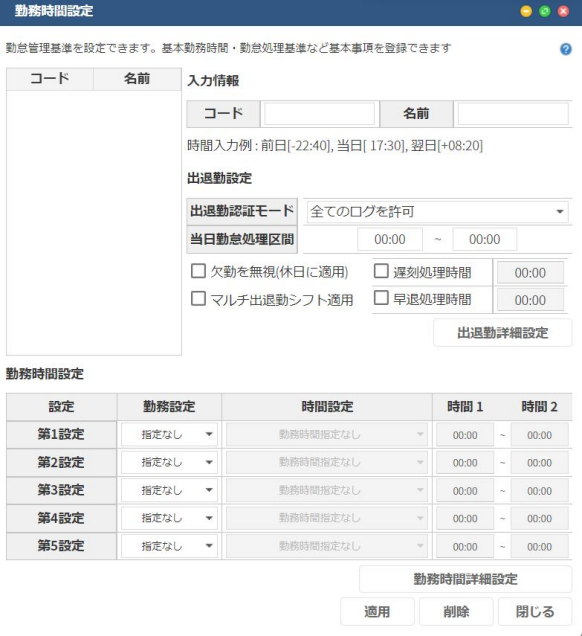 勤務時間設定
勤怠管理基準を設定できます。基本勤務時間・勤怠処理基準など基本事項を登録できます ?
コード 名前
入力情報
コード 名前
時間入力例 : 前日[-22:40], 当日[ 17:30], 翌日[+08:20]
出退勤設定
出退勤認証モード 全てのログを許可
当日勤怠処理区間 00:00 ~ 00:00
欠勤を無視(休日に適用) 遅刻処理時間 00:00
マルチ出退勤シフト適用 早退処理時間 00:00
出退勤詳細設定
勤務時間設定
設定 勤務設定 時間設定 時間 1 時間 2
第1設定 指定なし 勤務時間指定なし 00:00 ~ 00:00
第2設定 指定なし 勤務時間指定なし 00:00 ~ 00:00
第3設定 指定なし 勤務時間指定なし 00:00 ~ 00:00
第4設定 指定なし 勤務時間指定なし 00:00 ~ 00:00
第5設定 指定なし 勤務時間指定なし 00:00 ~ 00:00
勤務時間詳細設定
適用 削除 閉じる